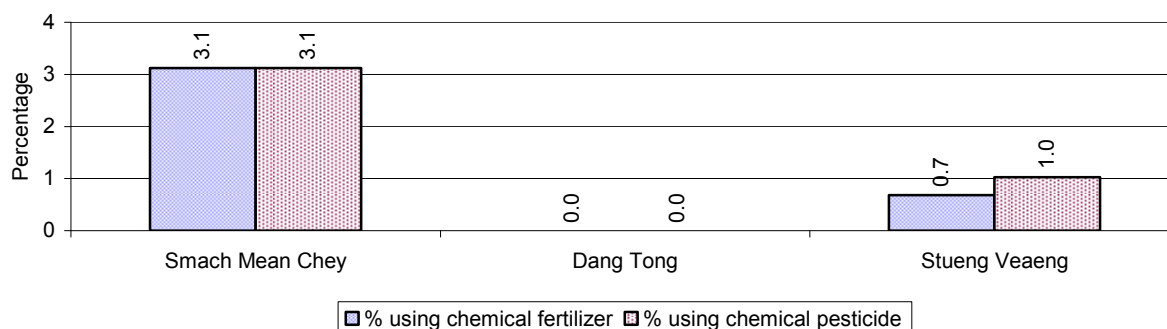 Percentage
4
3
2
1
0
3.1
3.1
0.0
0.0
0.7
1.0
Smach Mean Chey
Dang Tong
Stueng Veaeng
% using chemical fertilizer
% using chemical pesticide